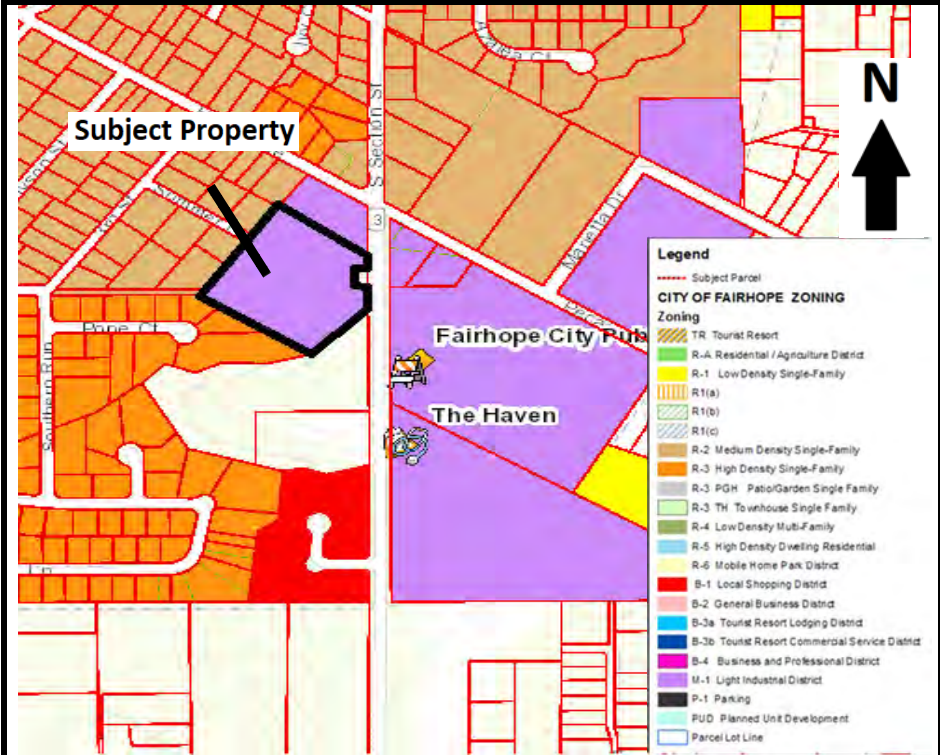 Azalea Ct
S Section St
N
Subject Property
Marietta Dr
3
Pecan
Pope Ct
Fairhope City Pub
Southern Run
The Haven
Ln
Legend
Subject Parcel
CITY OF FAIRHOPE ZONING
Zoning
TR Tourist Resort
R-A Residential / Agriculture District
R-1 Low Density Single-Family
R1(a)
R1(b)
R1(c)
R-2 Medium Density Single-Family
R-3 High Density Single-Family
R-3 PGH Patio/Garden Single Family
R-3 TH Townhouse Single Family
R-4 Low Density Multi-Family
R-5 High Density Dwelling Residential
R-6 Mobile Home Park District
B-1 Local Shopping District
B-2 General Business District
B-3a Tourist Resort Lodging District
B-3b Tourist Resort Commercial Service District
B-4 Business and Professional District
M-1 Light Industrial District
P-1 Parking
PUD Planned Unit Development
Parcel Lot Line